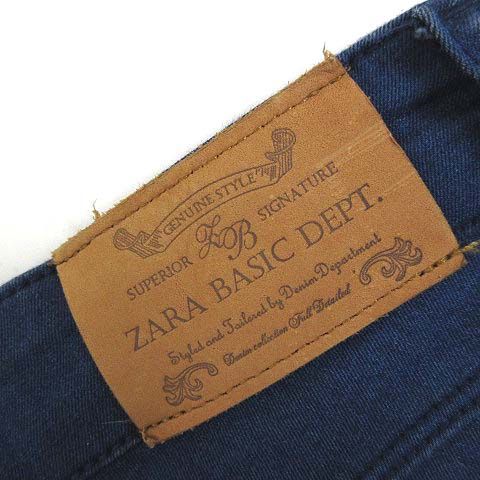 "GENUINE STYLE"
SUPERIOR ZB SIGNATURE
ZARA BASIC DEPT.
Styled and Tailored by Denim Department
Denim collection Full Detailed